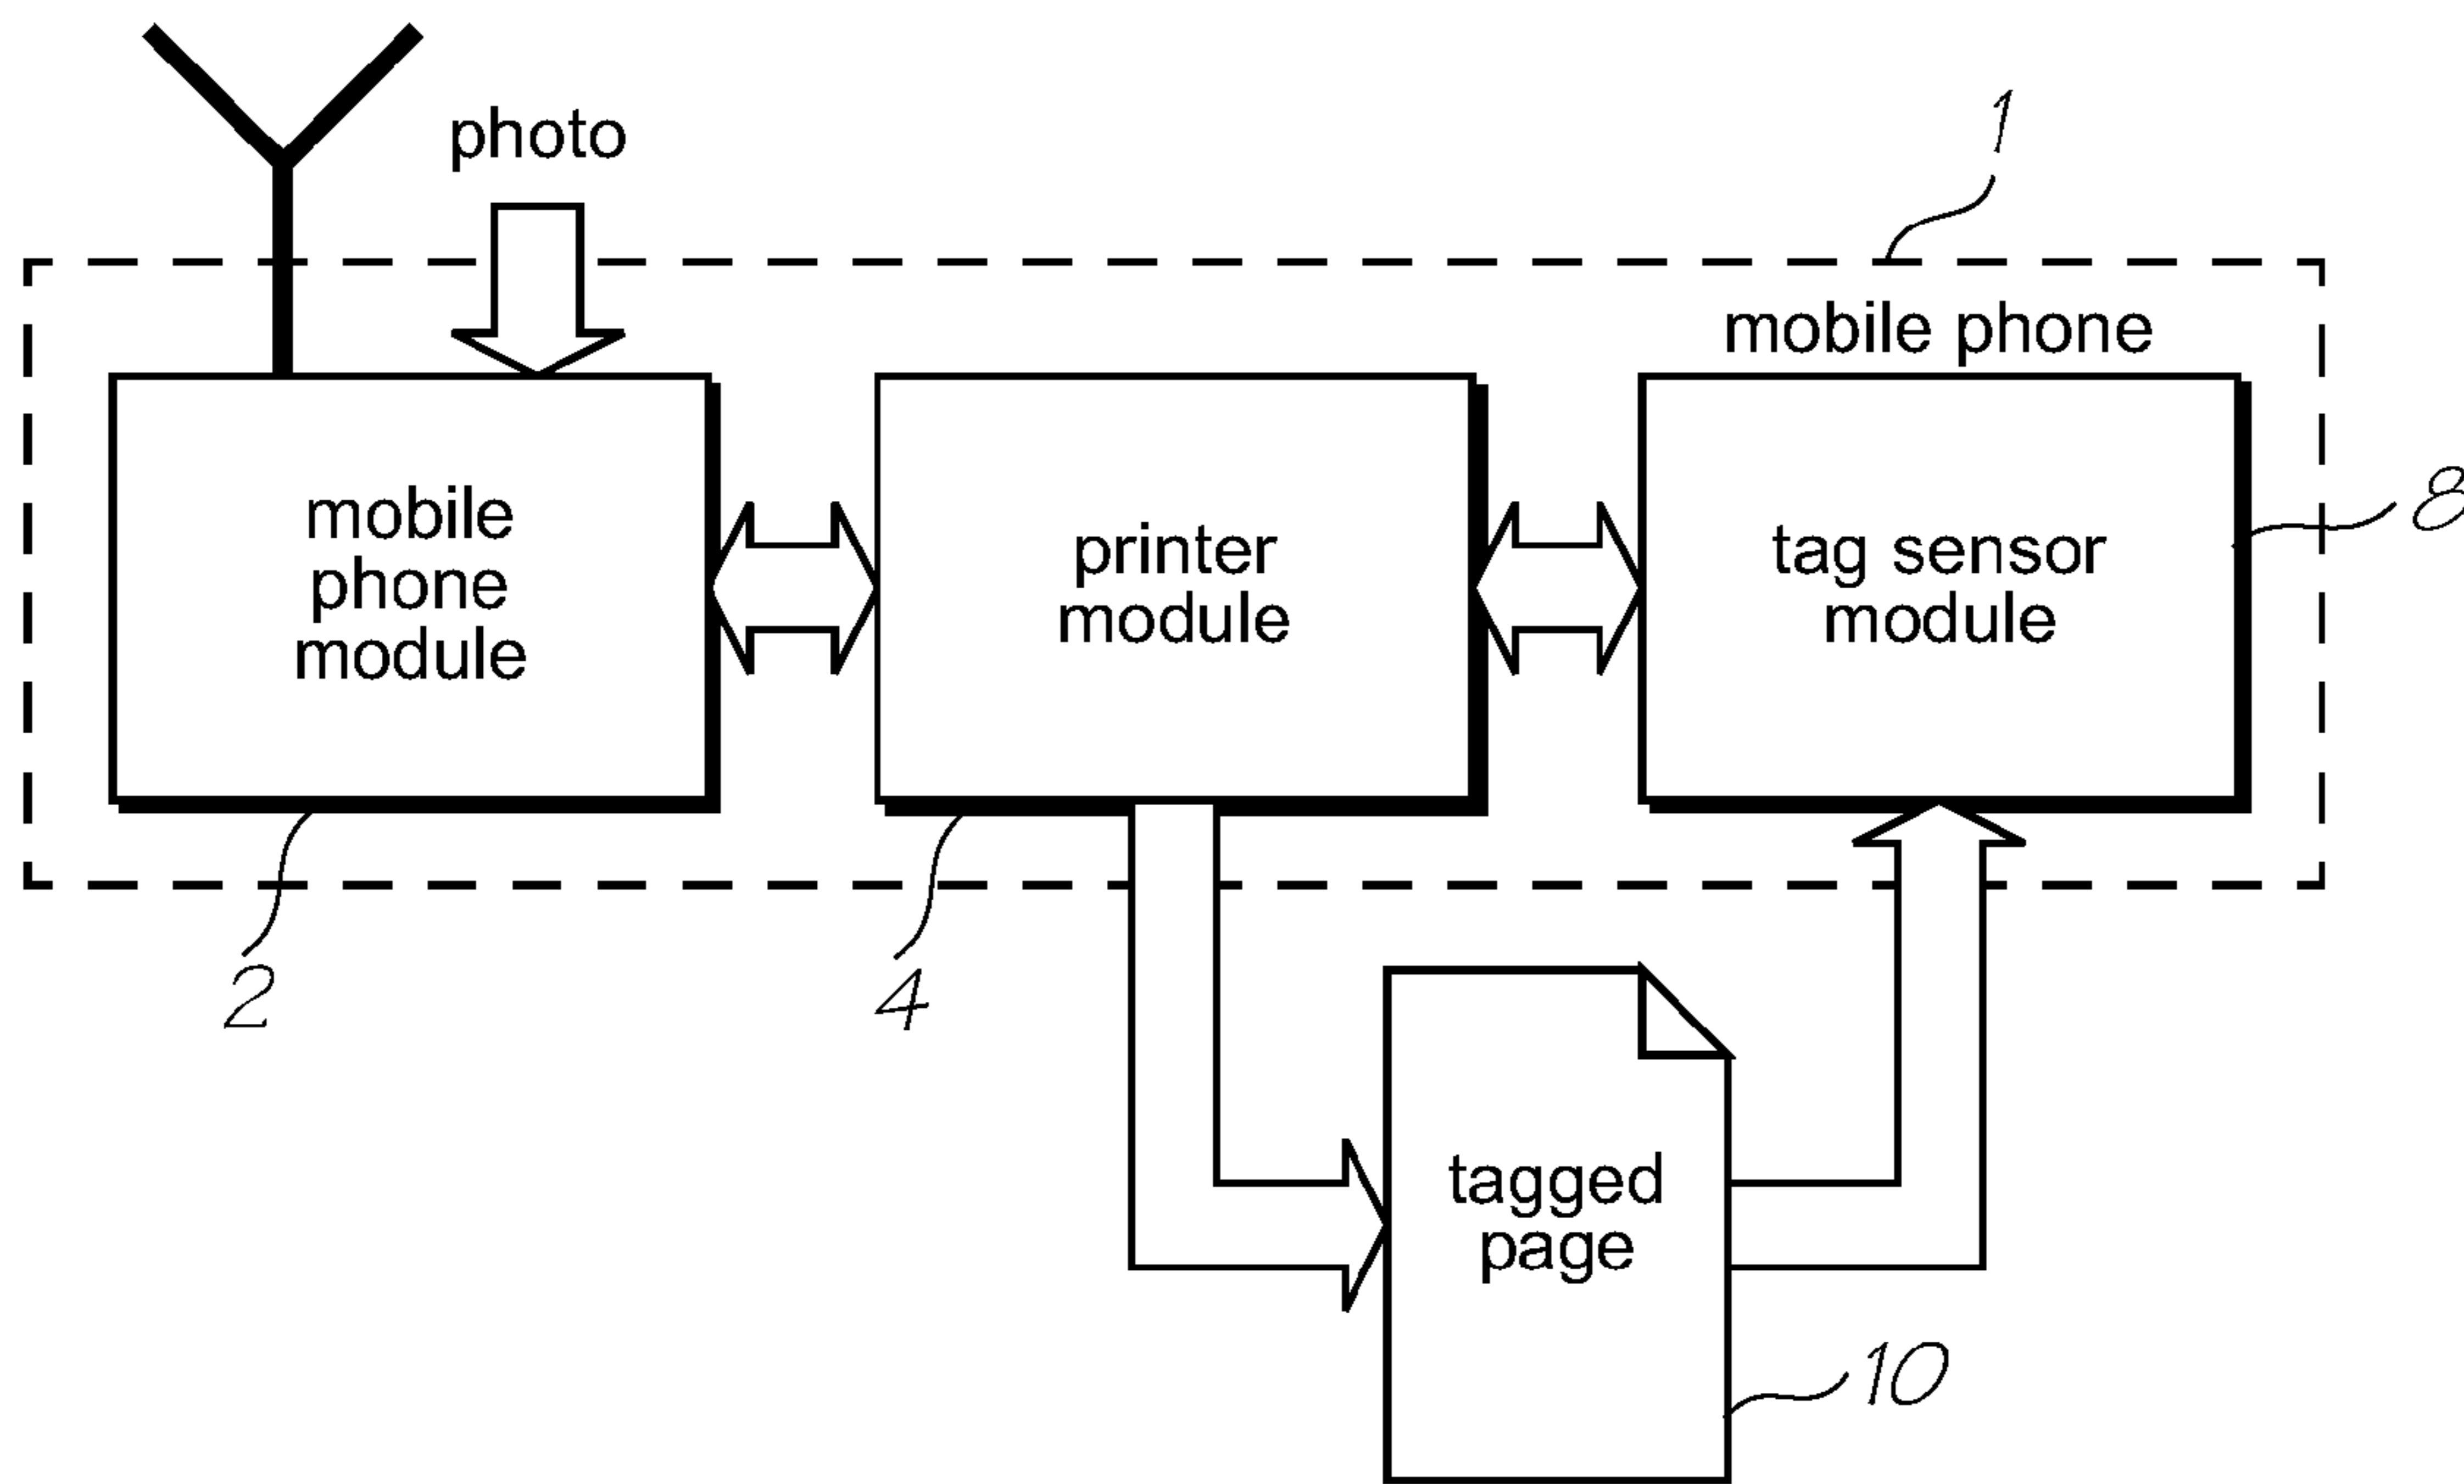 photo
1
mobile phone
mobile
phone
module
printer
module
tag sensor
module
8
2
4
tagged
page
10